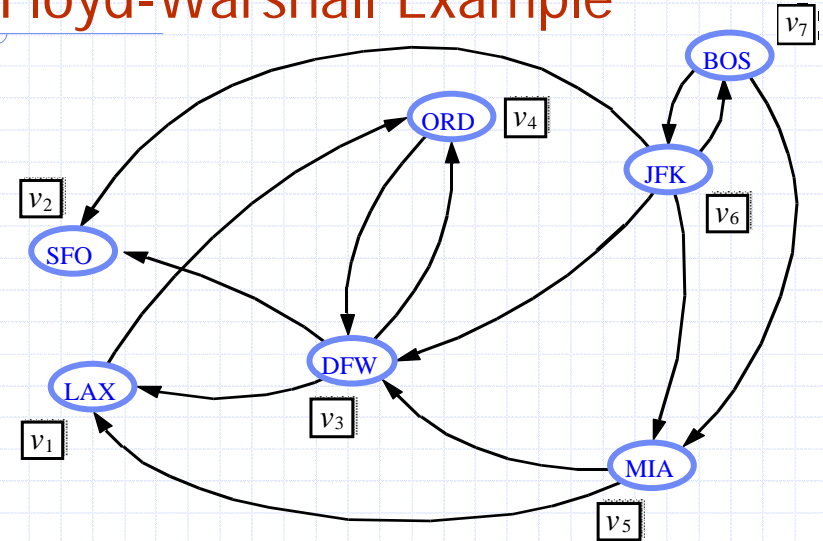 Floyd-Warshall Example
v7
BOS
ORD
v4
JFK
v2
v6
SFO
DFW
LAX
v3
v1
MIA
v5